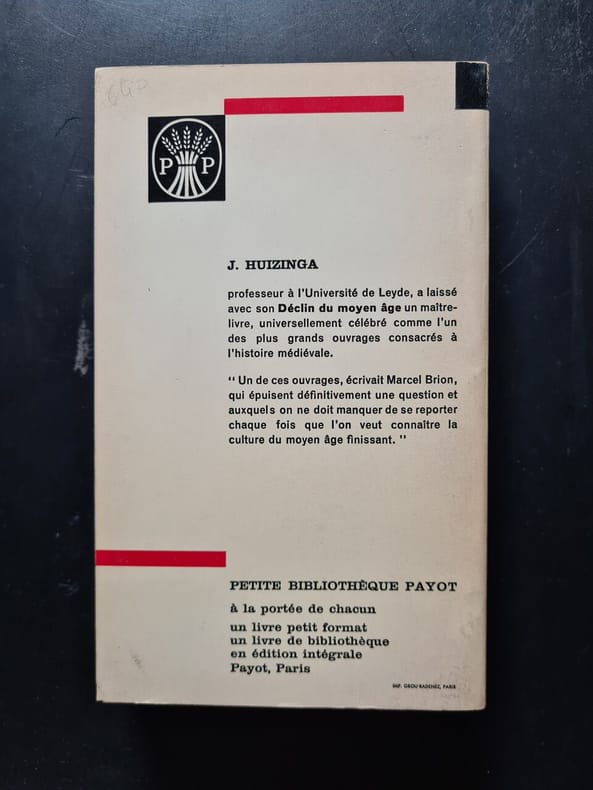 P P
J. HUIZINGA
professeur à l'Université de Leyde, a laissé
avec son Déclin du moyen âge un maître-
livre, universellement célébré comme l'un
des plus grands ouvrages consacrés à
l'histoire médiévale.
" Un de ces ouvrages, écrivait Marcel Brion,
qui épuisent définitivement une question et
auxquels on ne doit manquer de se reporter
chaque fois que l'on veut connaître la
culture du moyen âge finissant. "
PETITE BIBLIOTHÈQUE PAYOT
à la portée de chacun
un livre petit format
un livre de bibliothèque
en édition intégrale
Payot, Paris
IMP. GROU-RADENEZ, PARIS